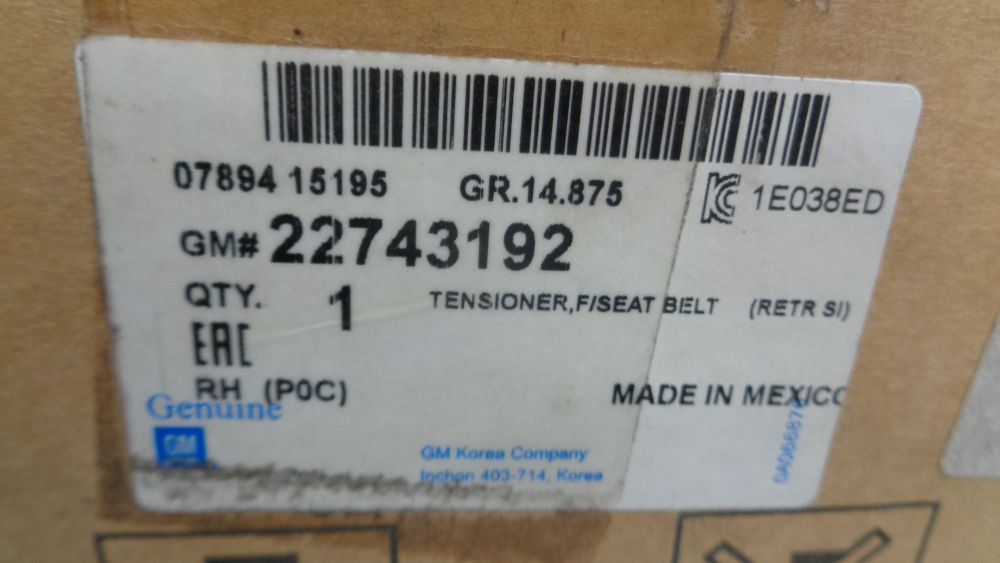 07894 15195 GR.14.875 1E038ED
GM# 22743192
QTY. 1 TENSIONER,F/SEAT BELT (RETR SI)
EAC
RH (P0C) MADE IN MEXICO
Genuine
GM
GM Korea Company
Inchon 403-714, Korea